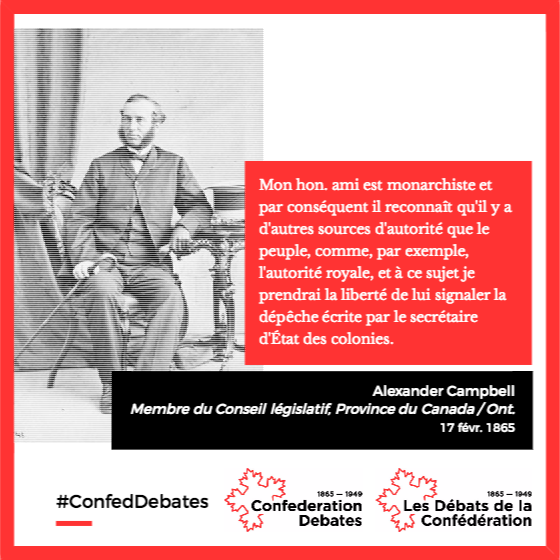 Mon hon. ami est monarchiste et
par conséquent il reconnaît qu'il y a
d'autres sources d'autorité que le
peuple, comme, par exemple,
l'autorité royale, et à ce sujet je
prendrai la liberté de lui signaler la
dépêche écrite par le secrétaire
d'État des colonies.
Alexander Campbell
Membre du Conseil législatif, Province du Canada / Ont.
17 févr. 1865
#ConfedDebates
1865 — 1949
Confederation
Debates
1865 — 1949
Les Débats de la
Confédération